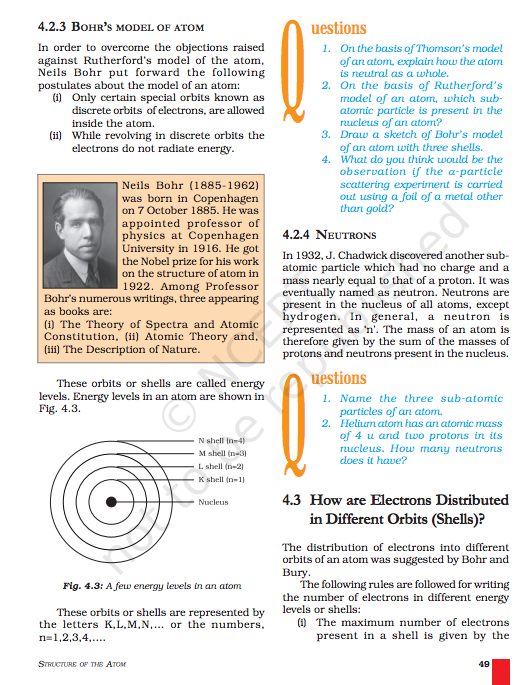 4.2.3 BOHR'S MODEL OF ATOM
In order to overcome the objections raised
against Rutherford's model of the atom,
Neils Bohr put forward the following
postulates about the model of an atom:
(i) Only certain special orbits known as
discrete orbits of electrons, are allowed
inside the atom.
(ii) While revolving in discrete orbits the
electrons do not radiate energy.
Neils Bohr (1885-1962)
was born in Copenhagen
on 7 October 1885. He was
appointed professor of
physics at Copenhagen
University in 1916. He got
the Nobel prize for his work
on the structure of atom in
1922. Among Professor
Bohr's numerous writings, three appearing
as books are:
(i) The Theory of Spectra and Atomic
Constitution, (ii) Atomic Theory and,
(iii) The Description of Nature.
These orbits or shells are called energy
levels. Energy levels in an atom are shown in
Fig. 4.3.
N shell (n=4)
M shell (n=3)
L shell (n=2)
K shell (n=1)
Nucleus
Fig. 4.3: A few energy levels in an atom
These orbits or shells are represented by
the letters K,L,M,N,… or the numbers,
n=1,2,3,4,….
Questions
1. On the basis of Thomson's model
of an atom, explain how the atom
is neutral as a whole.
2. On the basis of Rutherford's
model of an atom, which sub-
atomic particle is present in the
nucleus of an atom?
3. Draw a sketch of Bohr's model
of an atom with three shells.
4. What do you think would be the
observation if the α-particle
scattering experiment is carried
out using a foil of a metal other
than gold?
4.2.4 NEUTRONS
In 1932, J. Chadwick discovered another sub-
atomic particle which had no charge and a
mass nearly equal to that of a proton. It was
eventually named as neutron. Neutrons are
present in the nucleus of all atoms, except
hydrogen. In general, a neutron is
represented as 'n'. The mass of an atom is
therefore given by the sum of the masses of
protons and neutrons present in the nucleus.
Questions
1. Name the three sub-atomic
particles of an atom.
2. Helium atom has an atomic mass
of 4 u and two protons in its
nucleus. How many neutrons
does it have?
4.3 How are Electrons Distributed
in Different Orbits (Shells)?
The distribution of electrons into different
orbits of an atom was suggested by Bohr and
Bury.
The following rules are followed for writing
the number of electrons in different energy
levels or shells:
(i) The maximum number of electrons
present in a shell is given by the
© NCERT
not to be republished
STRUCTURE OF THE ATOM
49